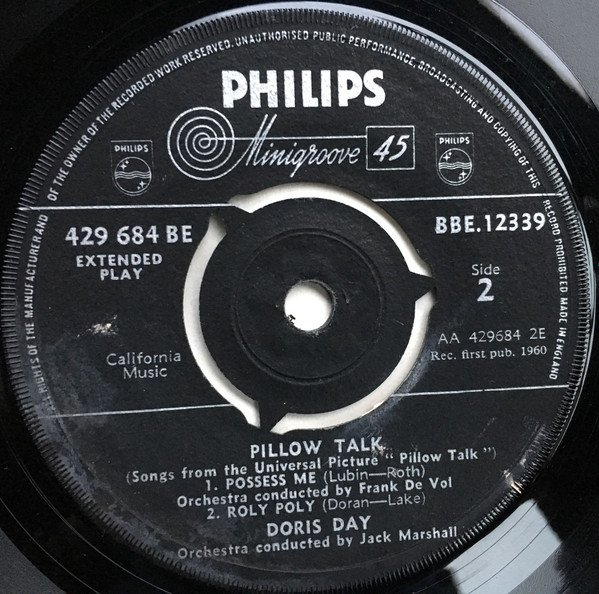 ALL RIGHTS OF THE MANUFACTURER AND OF THE OWNER OF THE RECORDED WORK RESERVED. UNAUTHORISED PUBLIC PERFORMANCE, BROADCASTING AND COPYING OF THIS RECORD PROHIBITED MADE IN ENGLAND
PHILIPS
PHILIPS
Minigroove 45
PHILIPS
429 684 BE
BBE.12339
EXTENDED
PLAY
Side
2
AA 429684 2E
Rec. first pub. 1960
California
Music
PILLOW TALK
(Songs from the Universal Picture "Pillow Talk")
1. POSSESS ME (Lubin—Roth)
Orchestra conducted by Frank De Vol
2. ROLY POLY (Doran—Lake)
DORIS DAY
Orchestra conducted by Jack Marshall